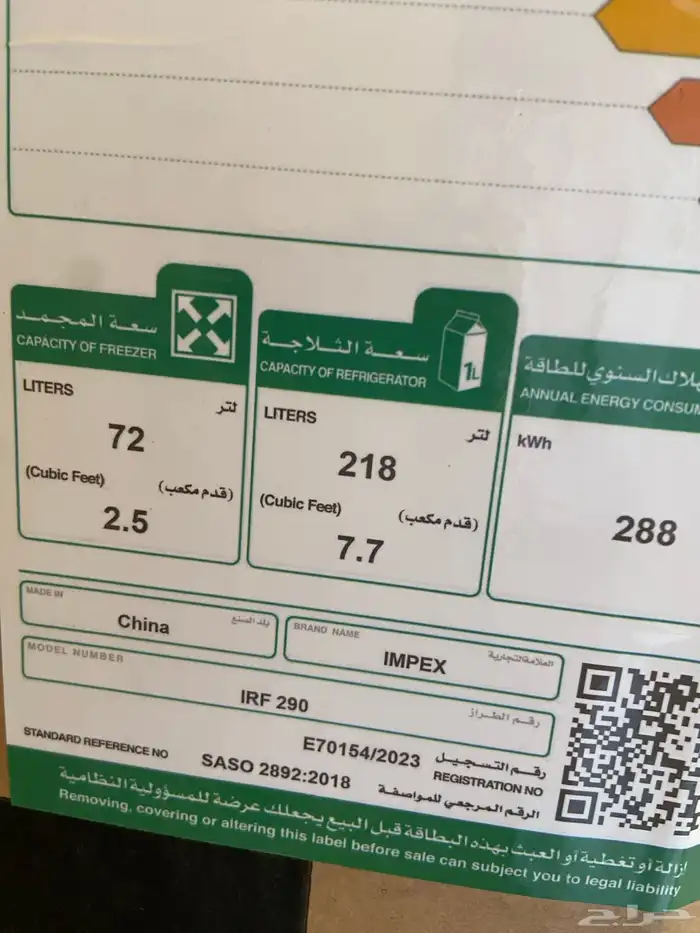 سعة المجمد
CAPACITY OF FREEZER
LITERS لتر
72
(Cubic Feet) (قدم مكعب)
2.5
سعة الثلاجة
CAPACITY OF REFRIGERATOR
1L
LITERS لتر
218
(Cubic Feet) (قدم مكعب)
7.7
السنوي للطاقة
ANNUAL ENERGY
kWh
288
MADE IN بلد الصنع
China
BRAND NAME العلامة التجارية
IMPEX
MODEL NUMBER رقم الطراز
IRF 290
E70154/2023 رقم التسجيل
REGISTRATION NO
STANDARD REFERENCE NO SASO 2892:2018 الرقم المرجعي للمواصفة
إزالة أو تغطية أو العبث بهذه البطاقة قبل البيع يجعلك عرضة للمسؤولية النظامية
Removing, covering or altering this label before sale can subject you to legal liability
حراج